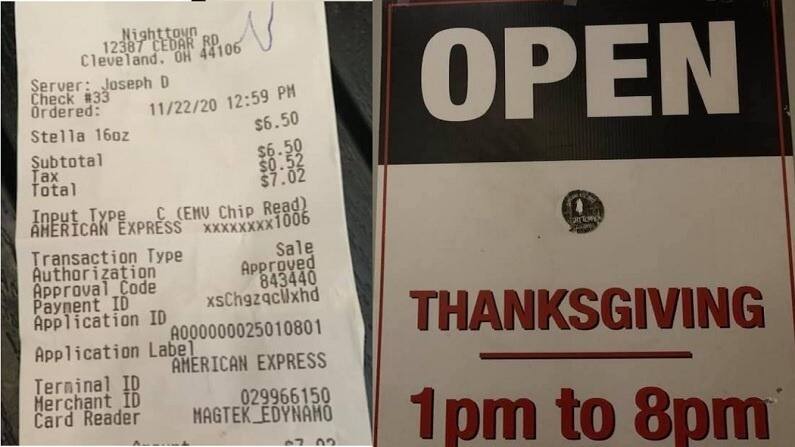 Nighttown
12387 CEDAR RD
Cleveland, OH 44106
Server: Joseph D
Check #33
Ordered: 11/22/20 12:59 PM
Stella 16oz $6.50
Subtotal $6.50
Tax $0.52
Total $7.02
Input Type C (EMV Chip Read)
AMERICAN EXPRESS xxxxxxxx1006
Transaction Type Sale
Authorization Approved
Approval Code 843440
Payment ID xsChgzqcWxhd
Application ID
A000000025010801
Application Label
AMERICAN EXPRESS
Terminal ID
Merchant ID 029966150
Card Reader MAGTEK_EDYNAMO
Amount $7.02
OPEN
THANKSGIVING
1pm to 8pm